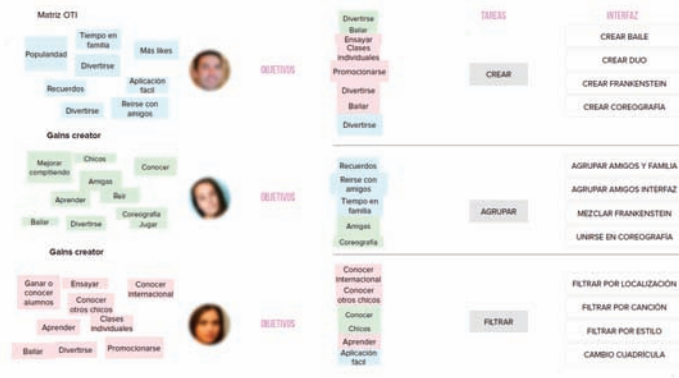 Matriz OTI
Popularidad
Tiempo en
familia
Más likes
Divertirse
Recuerdos
Aplicación
fácil
Divertirse
Reirse con
amigos
OBJETIVOS
Gains creator
Mejorar
compitiendo
Chicos
Conocer
Amigas
Aprender
Reir
Bailar
Divertirse
Coreografía
Jugar
OBJETIVOS
Gains creator
Ganar o
conocer
alumnos
Ensayar
Conocer
internacional
Conocer
otros chicos
Aprender
Clases
individuales
Bailar
Divertirse
Promocionarse
OBJETIVOS
TAREAS
INTERFAZ
Divertirse
Bailar
Ensayar
Clases
individuales
Promocionarse
Divertirse
Bailar
Divertirse
CREAR
CREAR BAILE
CREAR DUO
CREAR FRANKENSTEIN
CREAR COREOGRAFÍA
Recuerdos
Reirse con
amigos
Tiempo en
familia
Amigas
Coreografía
AGRUPAR
AGRUPAR AMIGOS Y FAMILIA
AGRUPAR AMIGOS INTERFAZ
MEZCLAR FRANKENSTEIN
UNIRSE EN COREOGRAFÍA
Conocer
internacional
Conocer
otros chicos
Conocer
Chicos
Aprender
Aplicación
fácil
FILTRAR
FILTRAR POR LOCALIZACIÓN
FILTRAR POR CANCIÓN
FILTRAR POR ESTILO
CAMBIO CUADRÍCULA